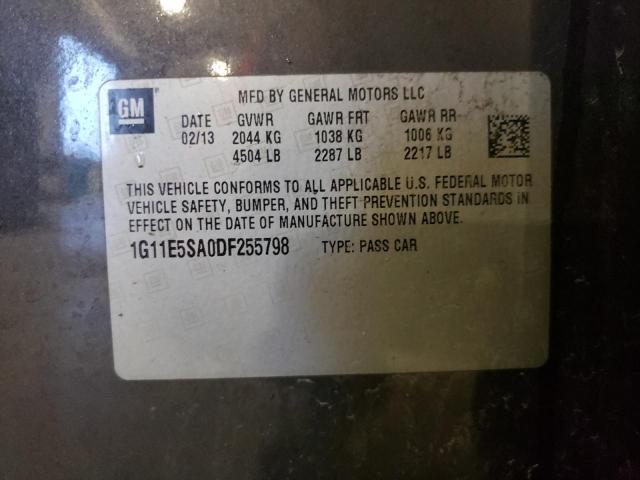 GM
MFD BY GENERAL MOTORS LLC
DATE GVWR GAWR FRT GAWR RR
02/13 2044 KG 1038 KG 1006 KG
4504 LB 2287 LB 2217 LB
THIS VEHICLE CONFORMS TO ALL APPLICABLE U.S. FEDERAL MOTOR
VEHICLE SAFETY, BUMPER, AND THEFT PREVENTION STANDARDS IN
EFFECT ON THE DATE OF MANUFACTURE SHOWN ABOVE.
1G11E5SA0DF255798 TYPE: PASS CAR